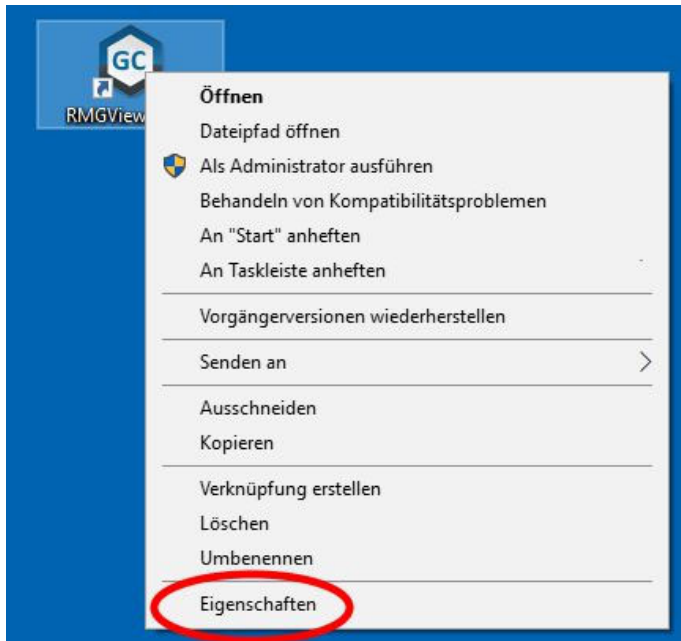 GC
RMGView
Öffnen
Dateipfad öffnen
Als Administrator ausführen
Behandeln von Kompatibilitätsproblemen
An "Start" anheften
An Taskleiste anheften
Vorgängerversionen wiederherstellen
Senden an
Ausschneiden
Kopieren
Verknüpfung erstellen
Löschen
Umbenennen
Eigenschaften